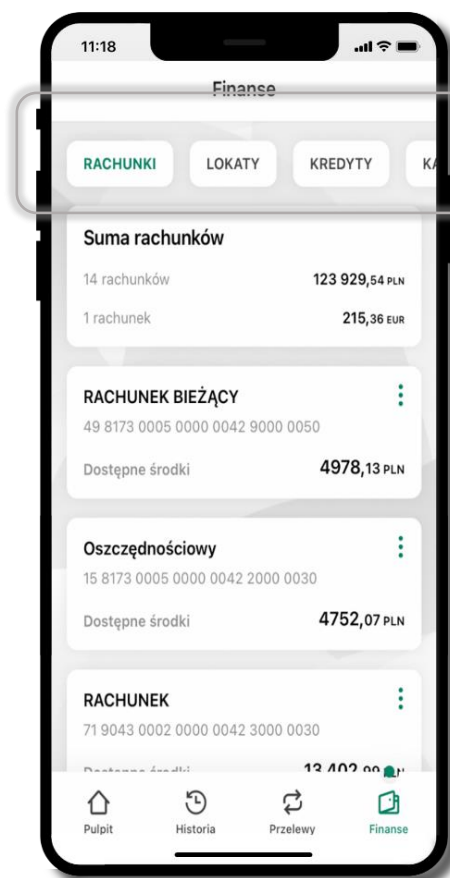 11:18
Finanse
RACHUNKI LOKATY KREDYTY
Suma rachunków
14 rachunków 123 929,54 PLN
1 rachunek 215,36 EUR
RACHUNEK BIEŻĄCY
49 8173 0005 0000 0042 9000 0050
Dostępne środki 4978,13 PLN
Oszczędnościowy
15 8173 0005 0000 0042 2000 0030
Dostępne środki 4752,07 PLN
RACHUNEK
71 9043 0002 0000 0042 3000 0030
Pulpit Historia Przelewy Finanse